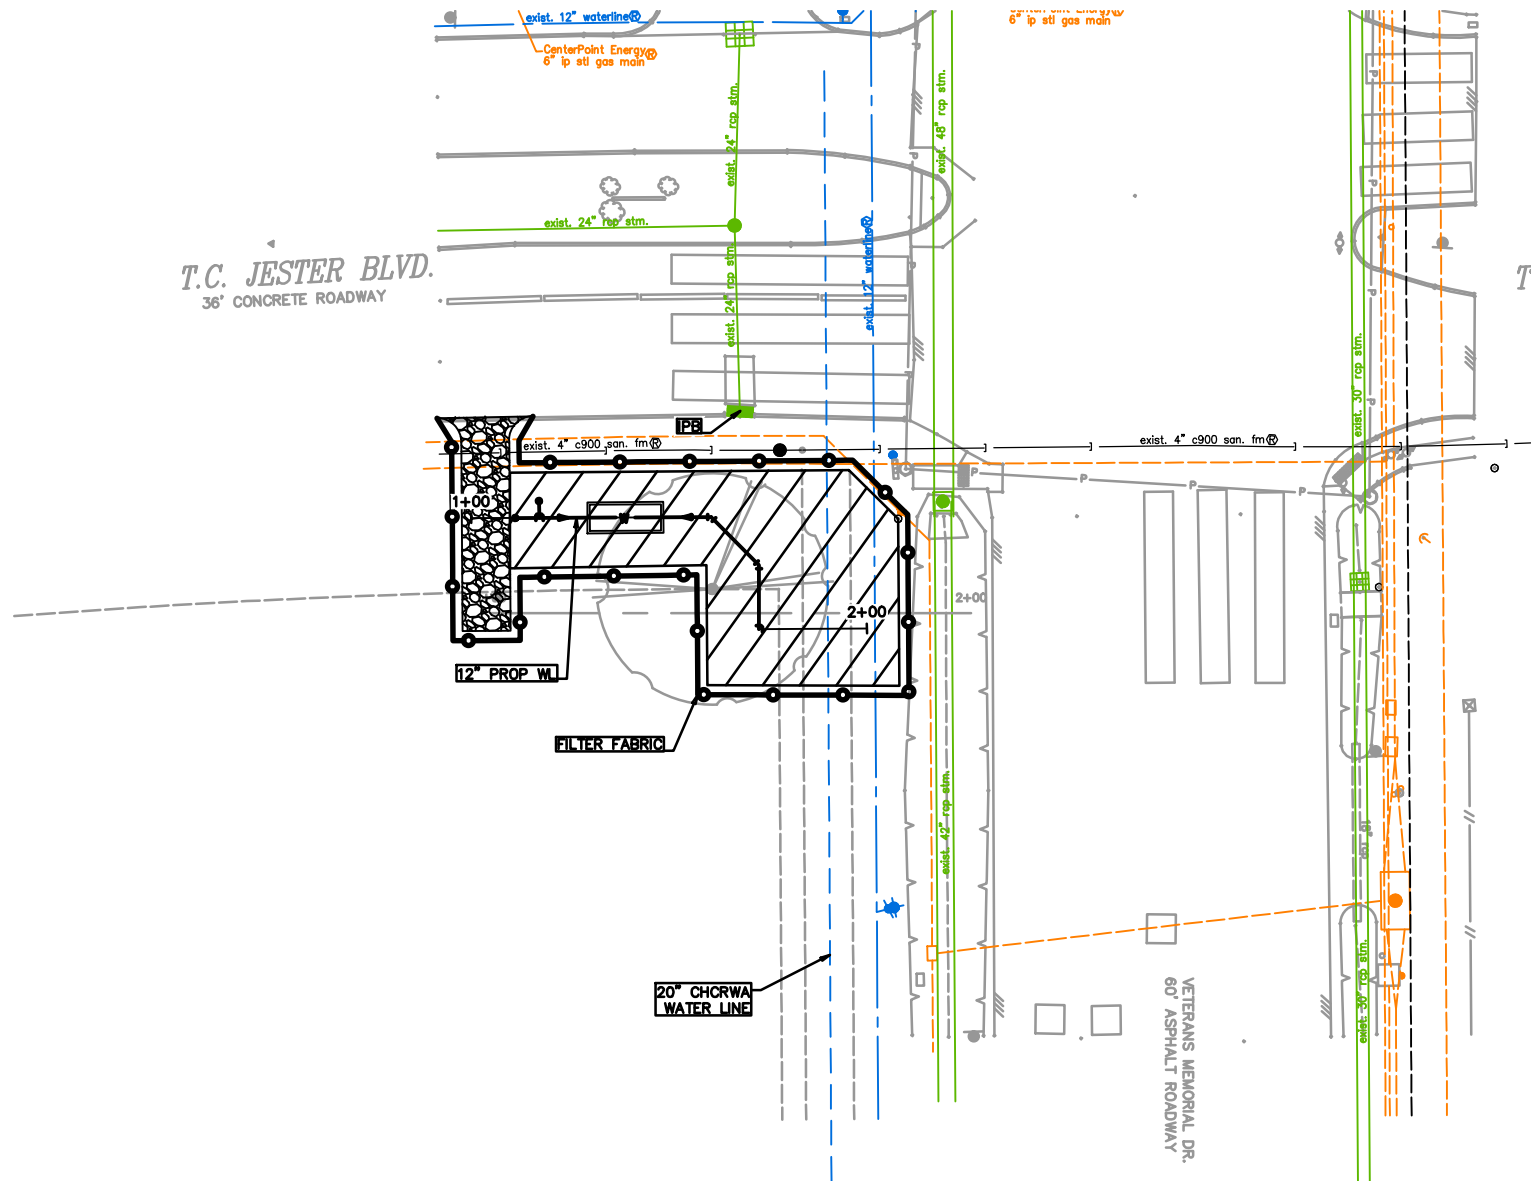 exist. 12" waterline®
CenterPoint Energy®
6" ip stl gas main
CenterPoint Energy®
6" ip stl gas main
exist. 24" rcp stm.
exist. 48" rcp stm.
exist. 24" rcp stm.
exist. 12" waterline®
exist. 24" rcp stm.
T.C. JESTER BLVD.
36' CONCRETE ROADWAY
T
IPB
exist. 30" rcp stm.
exist. 4" c900 san. fm®
exist. 4" c900 san. fm®
P
P
P
P
P
P
P
P
P
1+00
2+00
2+00
12" PROP WL
FILTER FABRIC
exist. 42" rcp stm.
18" rcp
20" CHCRWA
WATER LINE
exist. 30" rcp stm.
VETERANS MEMORIAL DR.
60' ASPHALT ROADWAY